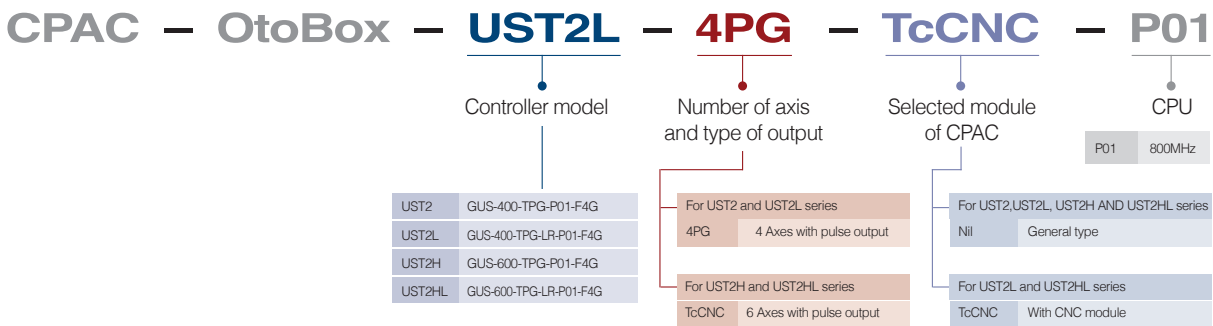 CPAC — OtoBox — UST2L — 4PG — TcCNC — P01
Controller model
Number of axis
and type of output
Selected module
of CPAC
CPU
P01 800MHz
UST2 GUS-400-TPG-P01-F4G
UST2L GUS-400-TPG-LR-P01-F4G
UST2H GUS-600-TPG-P01-F4G
UST2HL GUS-600-TPG-LR-P01-F4G
For UST2 and UST2L series
4PG 4 Axes with pulse output
For UST2H and UST2HL series
TcCNC 6 Axes with pulse output
For UST2,UST2L, UST2H AND UST2HL series
Nil General type
For UST2L and UST2HL series
TcCNC With CNC module